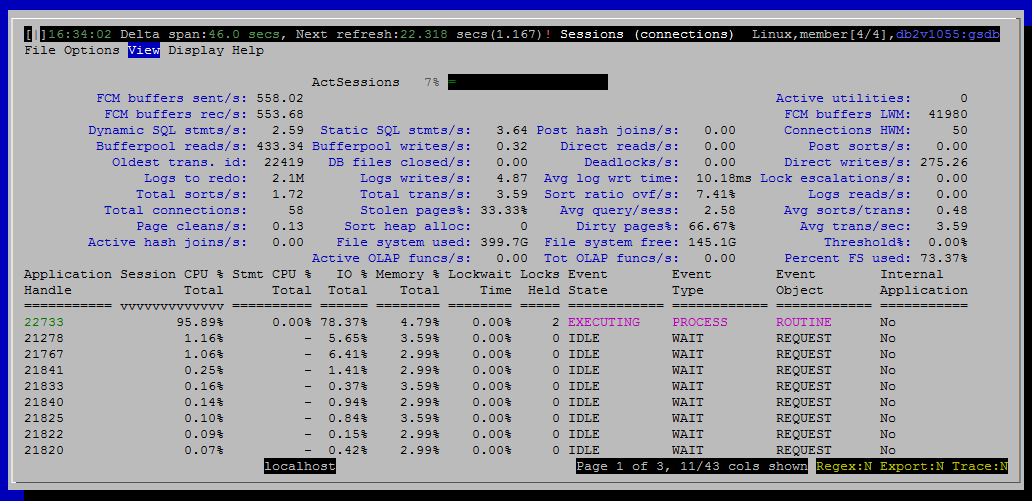 [|]16:34:02 Delta span:46.0 secs, Next refresh:22.318 secs(1.167)! Sessions (connections)  Linux,member[4/4],db2v1055:gsdb
File Options View Display Help
ActSessions   7% =
FCM buffers sent/s: 558.02 Active utilities: 0
FCM buffers rec/s: 553.68 FCM buffers LWM: 41980
Dynamic SQL stmts/s: 2.59 Static SQL stmts/s: 3.64 Post hash joins/s: 0.00 Connections HWM: 50
Bufferpool reads/s: 433.34 Bufferpool writes/s: 0.32 Direct reads/s: 0.00 Post sorts/s: 0.00
Oldest trans. id: 22419 DB files closed/s: 0.00 Deadlocks/s: 0.00 Direct writes/s: 275.26
Logs to redo: 2.1M Logs writes/s: 4.87 Avg log wrt time: 10.18ms Lock escalations/s: 0.00
Total sorts/s: 1.72 Total trans/s: 3.59 Sort ratio ovf/s: 7.41% Logs reads/s: 0.00
Total connections: 58 Stolen pages%: 33.33% Avg query/sess: 2.58 Avg sorts/trans: 0.48
Page cleans/s: 0.13 Sort heap alloc: 0 Dirty pages%: 66.67% Avg trans/sec: 3.59
Active hash joins/s: 0.00 File system used: 399.7G File system free: 145.1G Threshold%: 0.00%
Active OLAP funcs/s: 0.00 Tot OLAP funcs/s: 0.00 Percent FS used: 73.37%
Application Session CPU % Stmt CPU % IO % Memory % Lockwait Locks Event Event Event Internal
Handle Total Total Total Total Time Held State Type Object Application
=========== vvvvvvvvvvvvv ========== ====== ======== ======== ===== ============ ============ ============ ===========
22733 95.89% 0.00% 78.37% 4.79% 0.00% 2 EXECUTING PROCESS ROUTINE No
21278 1.16% - 5.65% 3.59% 0.00% 0 IDLE WAIT REQUEST No
21767 1.06% - 6.41% 2.99% 0.00% 0 IDLE WAIT REQUEST No
21841 0.25% - 1.41% 2.99% 0.00% 0 IDLE WAIT REQUEST No
21833 0.16% - 0.37% 3.59% 0.00% 0 IDLE WAIT REQUEST No
21840 0.14% - 0.94% 2.99% 0.00% 0 IDLE WAIT REQUEST No
21825 0.10% - 0.84% 3.59% 0.00% 0 IDLE WAIT REQUEST No
21822 0.09% - 0.15% 2.99% 0.00% 0 IDLE WAIT REQUEST No
21820 0.07% - 0.42% 2.99% 0.00% 0 IDLE WAIT REQUEST No
localhost Page 1 of 3, 11/43 cols shown Regex:N Export:N Trace:N